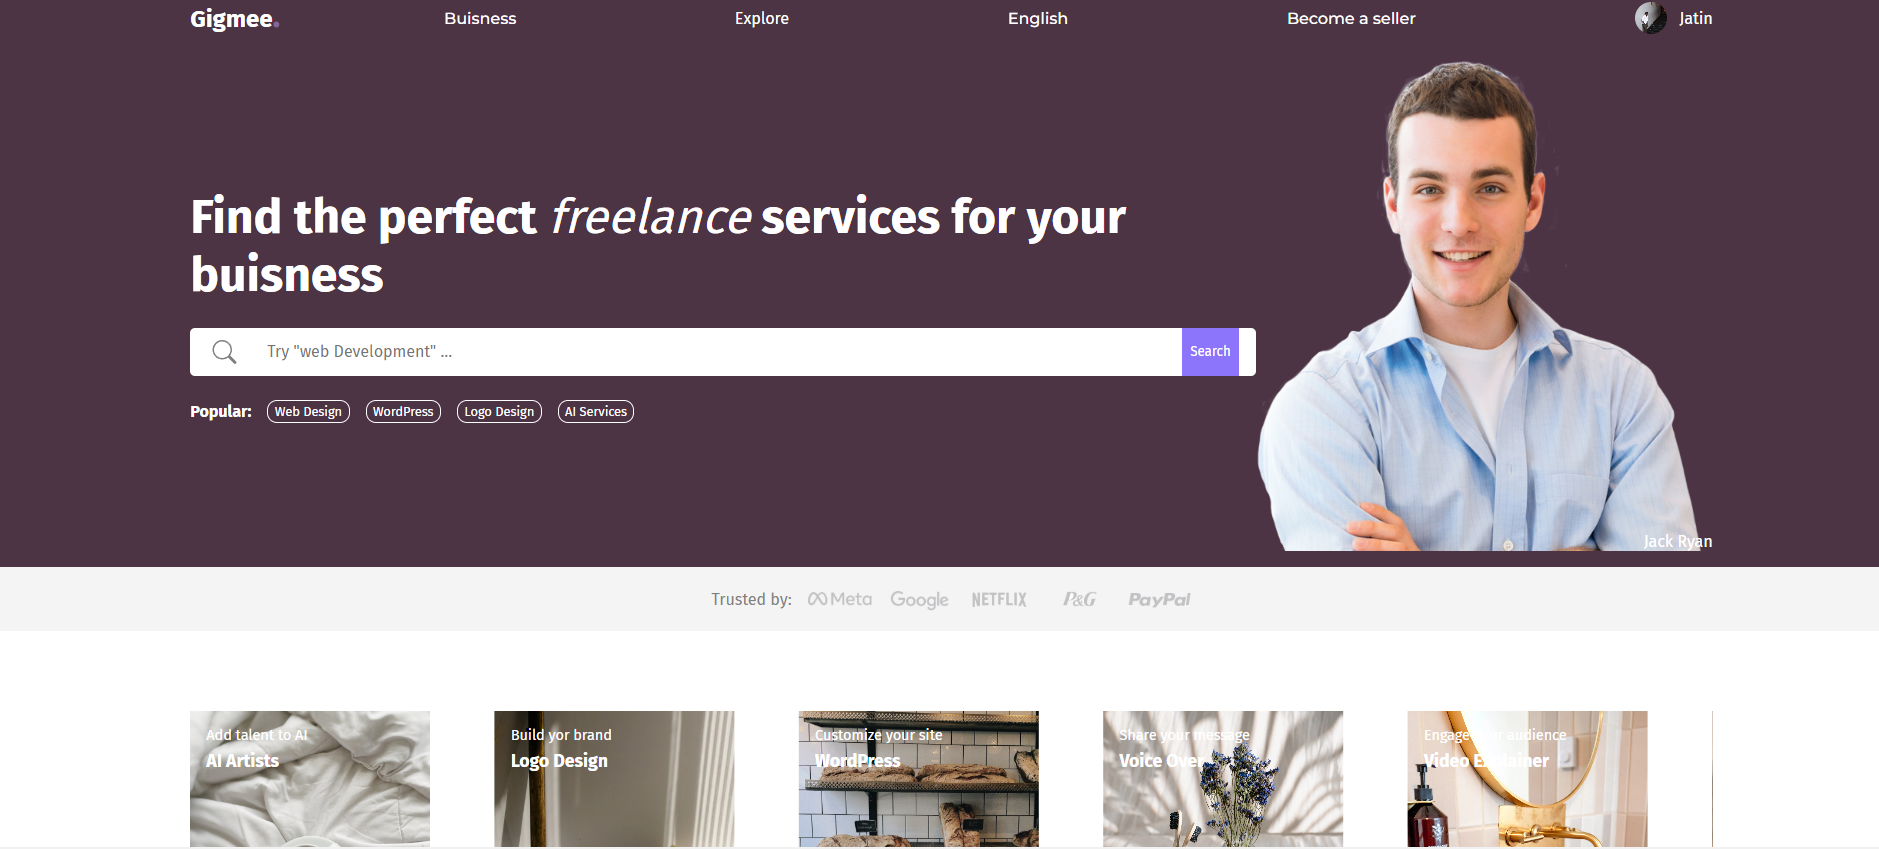 Gigmee.
Buisness
Explore
English
Become a seller
Jatin
Find the perfect freelance services for your
buisness
Try "web Development" ...
Search
Popular:
Web Design
WordPress
Logo Design
AI Services
Jack Ryan
Trusted by:
Meta
Google
NETFLIX
P&G
PayPal
Add talent to AI
AI Artists
Build yor brand
Logo Design
Customize your site
WordPress
Share your message
Voice Over
Engage your audience
Video Explainer